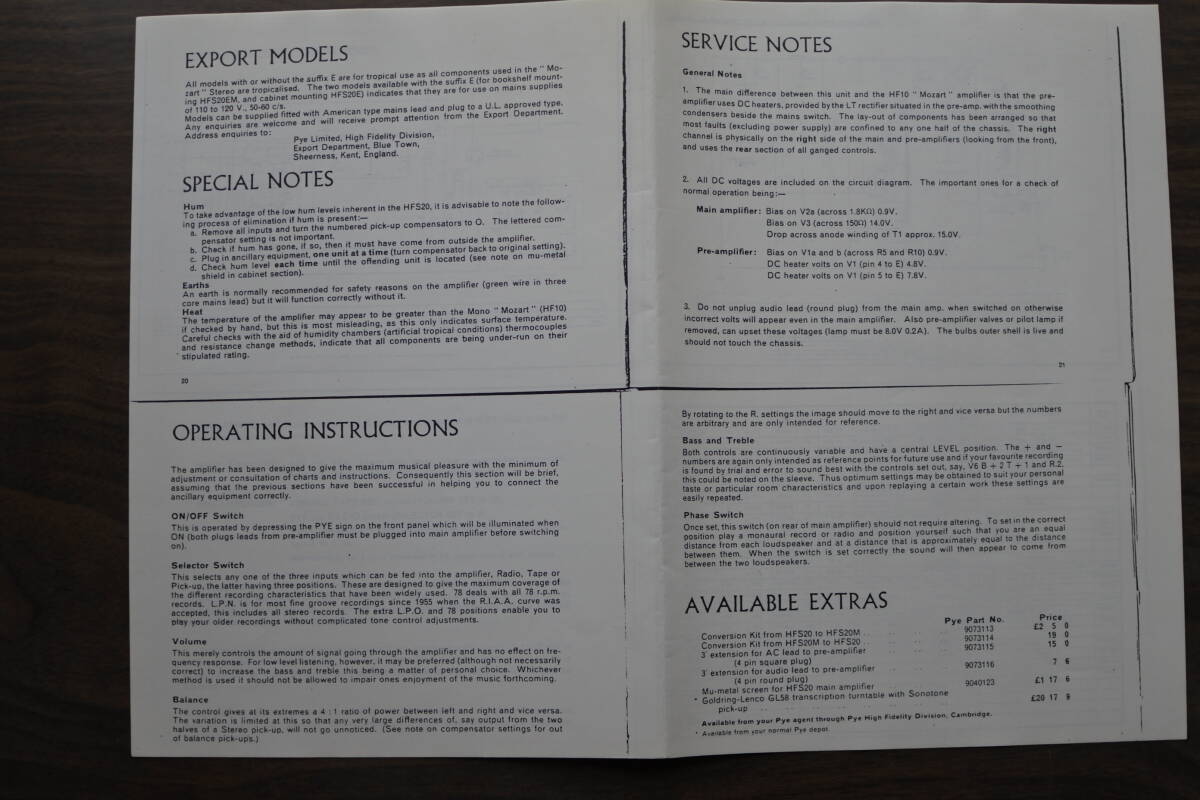 EXPORT MODELS
All models with or without the suffix E are for tropical use as all components used in the " Mo-
zart " Stereo are tropicalised. The two models available with the suffix E (for bookshelf mount-
ing HFS20EM, and cabinet mounting HFS20E) indicates that they are for use on mains supplies
of 110 to 120 V., 50-60 c/s.
Models can be supplied fitted with American type mains lead and plug to a U.L. approved type.
Any enquiries are welcome and will receive prompt attention from the Export Department.
Address enquiries to:
Pye Limited, High Fidelity Division,
Export Department, Blue Town,
Sheerness, Kent, England.
SPECIAL NOTES
Hum
To take advantage of the low hum levels inherent in the HFS20, it is advisable to note the follow-
ing process of elimination if hum is present:—
a. Remove all inputs and turn the numbered pick-up compensators to O. The lettered com-
pensator setting is not important.
b. Check if hum has gone, if so, then it must have come from outside the amplifier.
c. Plug in ancillary equipment, one unit at a time (turn compensator back to original setting).
d. Check hum level each time until the offending unit is located (see note on mu-metal
shield in cabinet section).
Earths
An earth is normally recommended for safety reasons on the amplifier (green wire in three
core mains lead) but it will function correctly without it.
Heat
The temperature of the amplifier may appear to be greater than the Mono " Mozart " (HF10)
if checked by hand, but this is most misleading, as this only indicates surface temperature.
Careful checks with the aid of humidity chambers (artificial tropical conditions) thermocouples
and resistance change methods, indicate that all components are being under-run on their
stipulated rating.
20
SERVICE NOTES
General Notes
1. The main difference between this unit and the HF10 " Mozart " amplifier is that the pre-
amplifier uses DC heaters, provided by the LT rectifier situated in the pre-amp. with the smoothing
condensers beside the mains switch. The lay-out of components has been arranged so that
most faults (excluding power supply) are confined to any one half of the chassis. The right
channel is physically on the right side of the main and pre-amplifiers (looking from the front),
and uses the rear section of all ganged controls.
2. All DC voltages are included on the circuit diagram. The important ones for a check of
normal operation being:—
Main amplifier: Bias on V2a (across 1.8KΩ) 0.9V.
Bias on V3 (across 150Ω) 14.0V.
Drop across anode winding of T1 approx. 15.0V.
Pre-amplifier: Bias on V1a and b (across R5 and R10) 0.9V.
DC heater volts on V1 (pin 4 to E) 4.8V.
DC heater volts on V1 (pin 5 to E) 7.8V.
3. Do not unplug audio lead (round plug) from the main amp. when switched on otherwise
incorrect volts will appear even in the main amplifier. Also pre-amplifier valves or pilot lamp if
removed, can upset these voltages (lamp must be 8.0V 0.2A). The bulbs outer shell is live and
should not touch the chassis.
21
OPERATING INSTRUCTIONS
The amplifier has been designed to give the maximum musical pleasure with the minimum of
adjustment or consultation of charts and instructions. Consequently this section will be brief,
assuming that the previous sections have been successful in helping you to connect the
ancillary equipment correctly.
ON/OFF Switch
This is operated by depressing the PYE sign on the front panel which will be illuminated when
ON (both plugs leads from pre-amplifier must be plugged into main amplifier before switching
on).
Selector Switch
This selects any one of the three inputs which can be fed into the amplifier, Radio, Tape or
Pick-up, the latter having three positions. These are designed to give the maximum coverage of
the different recording characteristics that have been widely used. 78 deals with all 78 r.p.m.
records. L.P.N. is for most fine groove recordings since 1955 when the R.I.A.A. curve was
accepted, this includes all stereo records. The extra L.P.O. and 78 positions enable you to
play your older recordings without complicated tone control adjustments.
Volume
This merely controls the amount of signal going through the amplifier and has no effect on fre-
quency response. For low level listening, however, it may be preferred (although not necessarily
correct) to increase the bass and treble this being a matter of personal choice. Whichever
method is used it should not be allowed to impair ones enjoyment of the music forthcoming.
Balance
The control gives at its extremes a 4 : 1 ratio of power between left and right and vice versa.
The variation is limited at this so that any very large differences of, say output from the two
halves of a Stereo pick-up, will not go unnoticed. (See note on compensator settings for out
of balance pick-ups.)
By rotating to the R. settings the image should move to the right and vice versa but the numbers
are arbitrary and are only intended for reference.
Bass and Treble
Both controls are continuously variable and have a central LEVEL position. The + and —
numbers are again only intended as reference points for future use and if your favourite recording
is found by trial and error to sound best with the controls set out, say, V6 B + 2 T + 1 and R.2,
this could be noted on the sleeve. Thus optimum settings may be obtained to suit your personal
taste or particular room characteristics and upon replaying a certain work these settings are
easily repeated.
Phase Switch
Once set, this switch (on rear of main amplifier) should not require altering. To set in the correct
position play a monaural record or radio and position yourself such that you are an equal
distance from each loudspeaker and at a distance that is approximately equal to the distance
between them. When the switch is set correctly the sound will then appear to come from
between the two loudspeakers.
AVAILABLE EXTRAS
Pye Part No. Price
Conversion Kit from HFS20 to HFS20M .. 9073113 £2 5 0
Conversion Kit from HFS20M to HFS20 .. 9073114 19 0
3' extension for AC lead to pre-amplifier 9073115 15 0
(4 pin square plug)
3' extension for audio lead to pre-amplifier 9073116 7 6
(4 pin round plug)
Mu-metal screen for HFS20 main amplifier 9040123 £1 17 6
* Goldring-Lenco GL58 transcription turntable with Sonotone
pick-up .. £20 17 9
Available from your Pye agent through Pye High Fidelity Division, Cambridge.
* Available from your normal Pye depot.